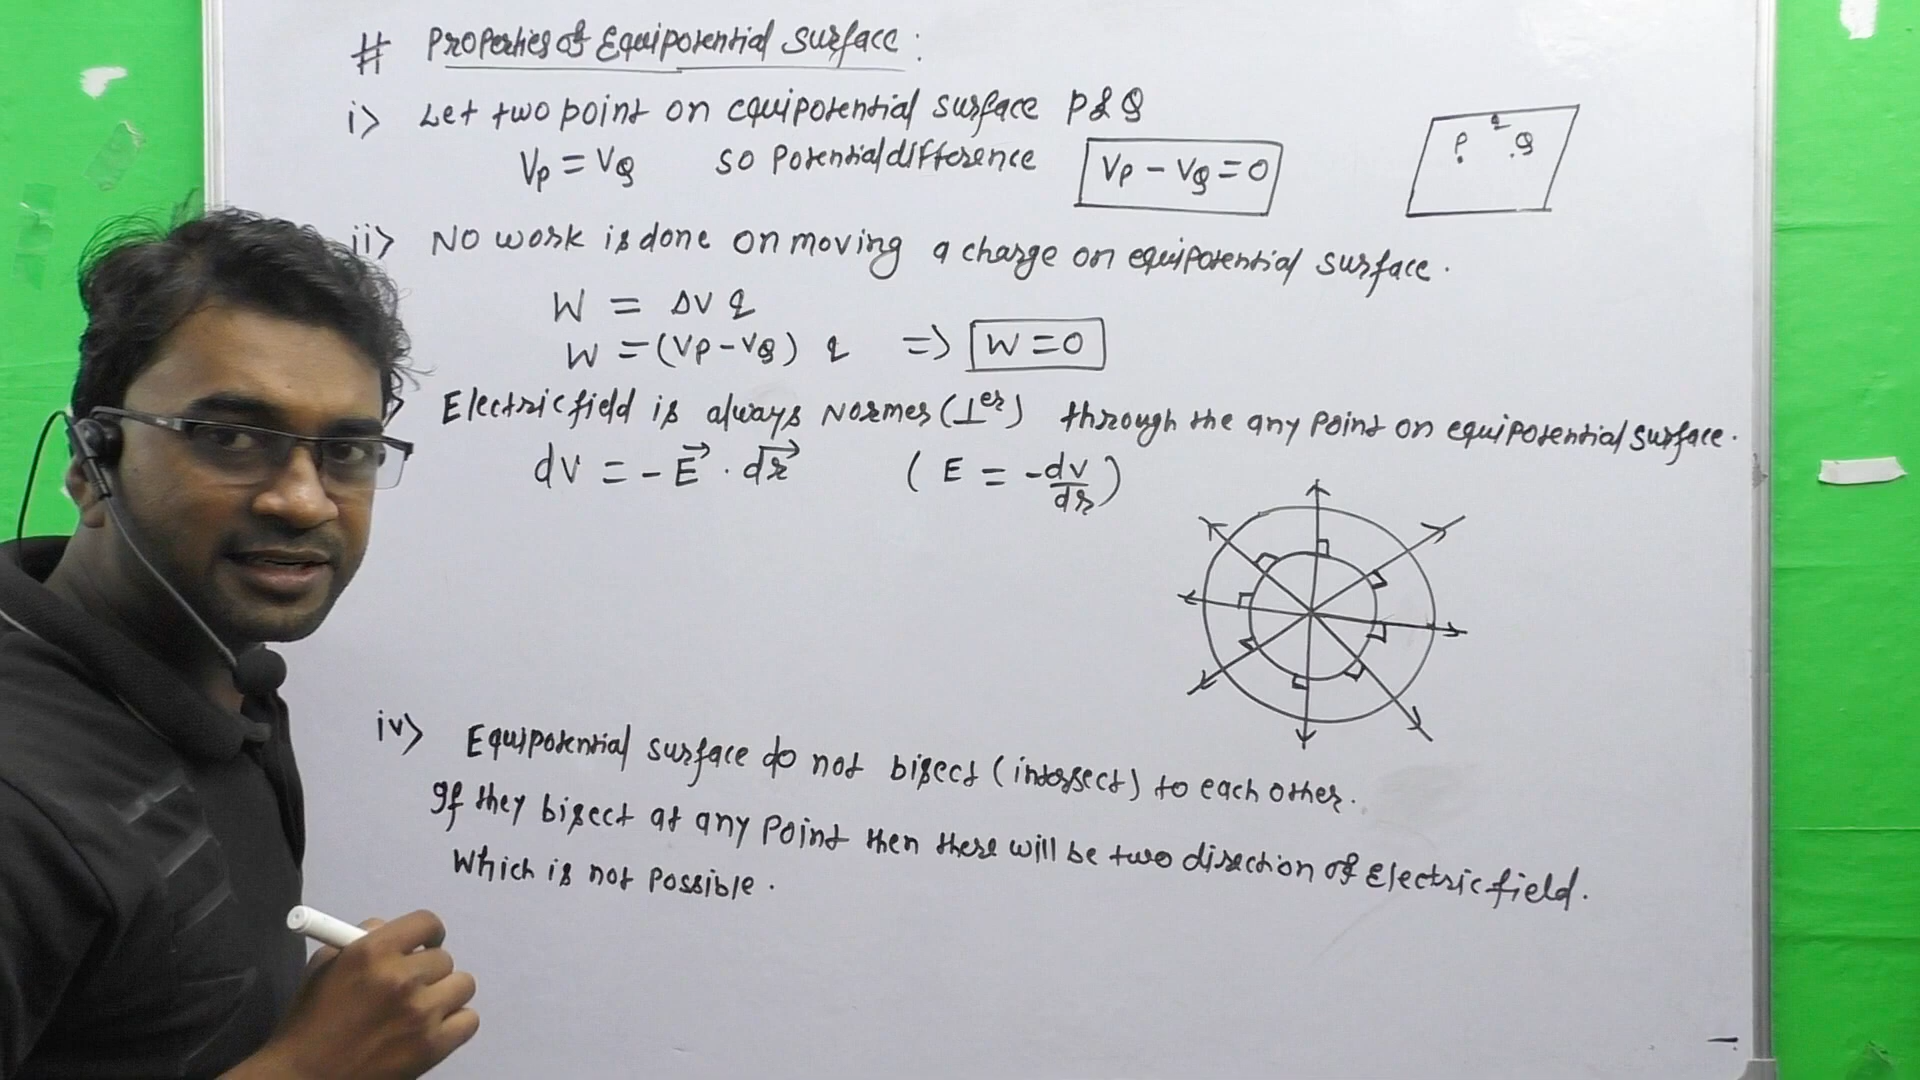 # Properties of Equipotential Surface :
i> Let two point on equipotential surface P & Q
P q Q
Vp = VQ so Potential difference Vp - VQ = 0
ii> No work is done on moving a charge on equipotential surface.
W = ΔV q
W = (Vp - VQ) q => W = 0
> Electric field is always Normer (⊥er) through the any point on equipotential surface.
dV = - E⃗ . dr⃗ ( E = - dv/dr )
iv> Equipotential surface do not bisect (intersect) to each other.
If they bisect at any point then there will be two direction of Electric field.
Which is not possible.